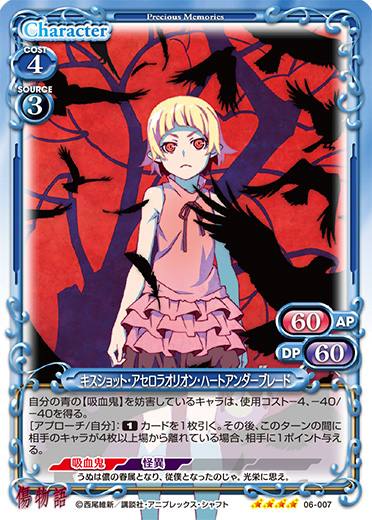 Precious Memories
Character
COST
4
SOURCE
3
60 AP
DP 60
キスショット・アセロラオリオン・ハートアンダーブレード
自分の青の【吸血鬼】を妨害しているキャラは、使用コスト－4、－40/
－40を得る。
[アプローチ/自分]:1カードを1枚引く。その後、このターンの間に
相手のキャラが4枚以上場から離れている場合、相手に1ポイント与え
る。
吸血鬼 怪異
うぬは儂の眷属となり、従僕となったのじゃ。光栄に思え。
傷物語
©西尾維新/講談社・アニプレックス・シャフト
★★★★ 06-007